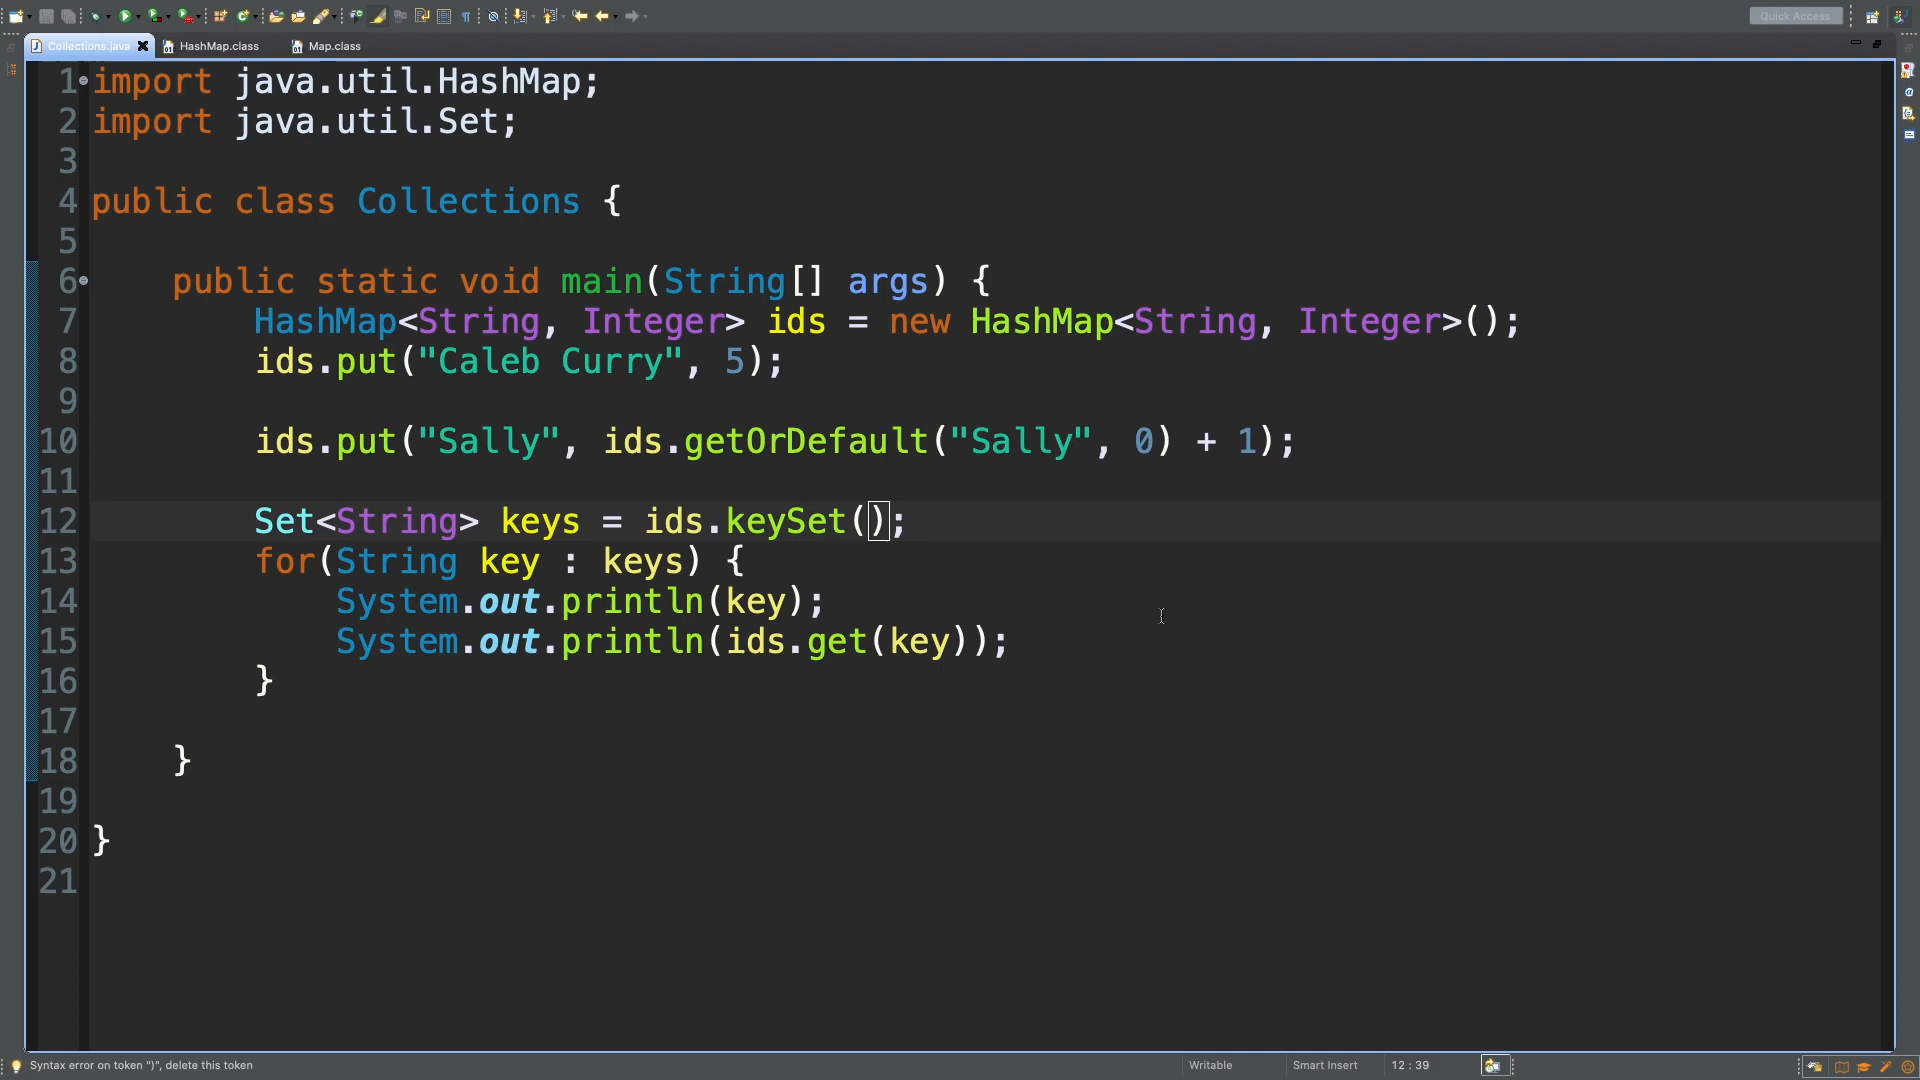 Quick Access
Collections.java
HashMap.class
Map.class
1 import java.util.HashMap;
2 import java.util.Set;
3
4 public class Collections {
5
6 public static void main(String[] args) {
7 HashMap<String, Integer> ids = new HashMap<String, Integer>();
8 ids.put("Caleb Curry", 5);
9
10 ids.put("Sally", ids.getOrDefault("Sally", 0) + 1);
11
12 Set<String> keys = ids.keySet();
13 for(String key : keys) {
14 System.out.println(key);
15 System.out.println(ids.get(key));
16 }
17
18 }
19
20 }
21
Syntax error on token ")", delete this token
Writable
Smart Insert
12 : 39